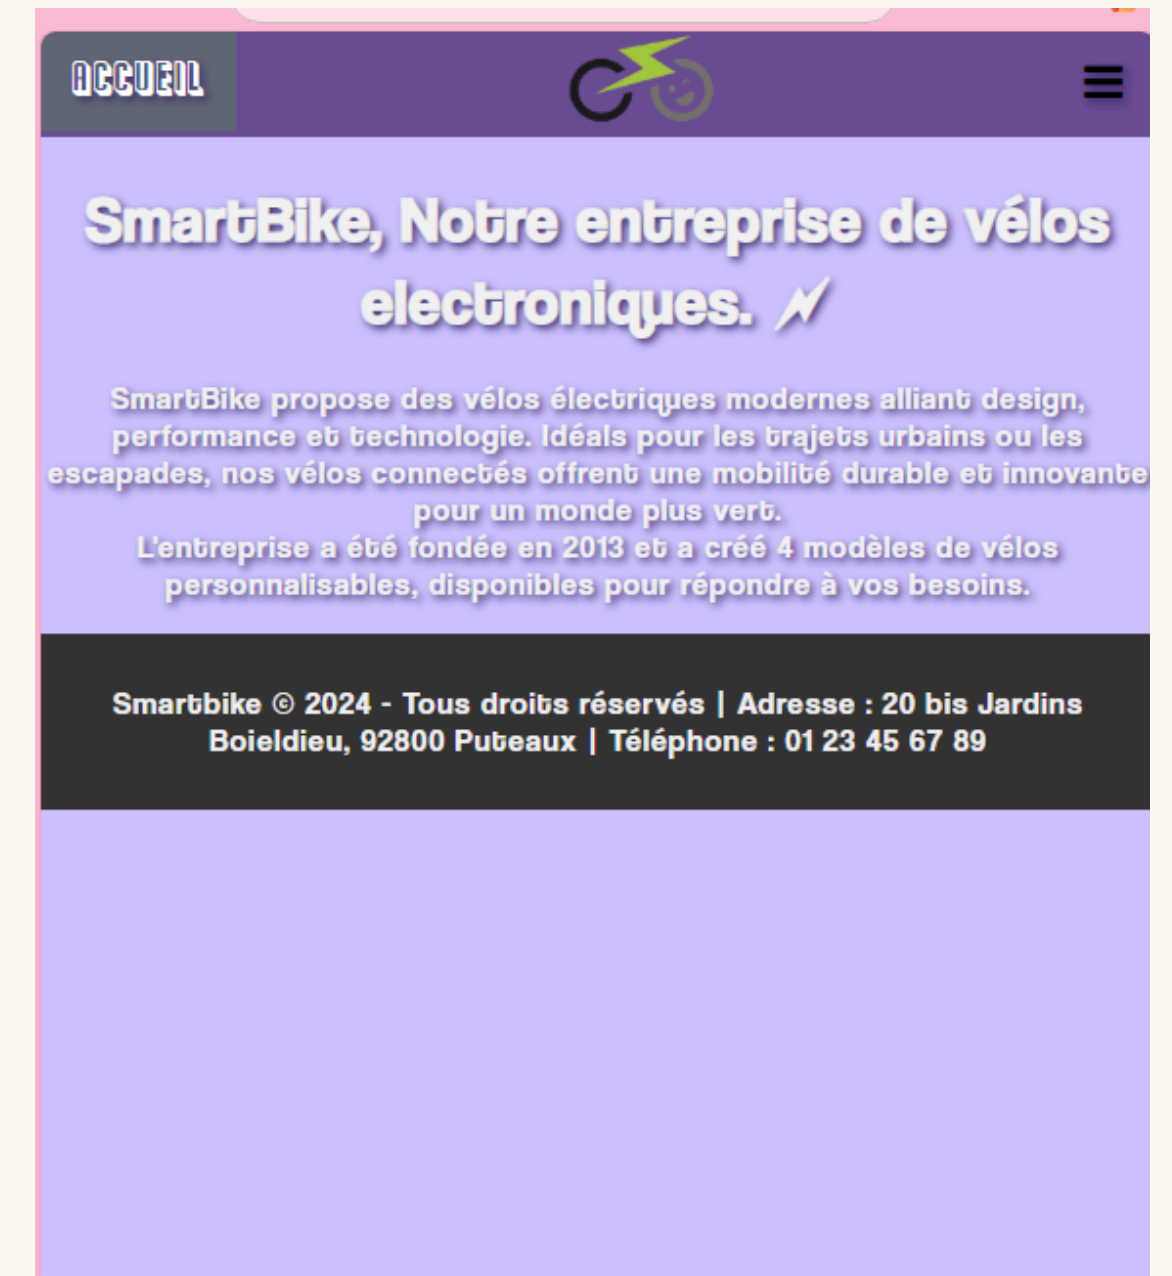 ACCUEIL
SmartBike, Notre entreprise de vélos
electroniques.
SmartBike propose des vélos électriques modernes alliant design,
performance et technologie. Idéals pour les trajets urbains ou les
escapades, nos vélos connectés offrent une mobilité durable et innovante
pour un monde plus vert.
L'entreprise a été fondée en 2013 et a créé 4 modèles de vélos
personnalisables, disponibles pour répondre à vos besoins.
Smartbike © 2024 - Tous droits réservés | Adresse : 20 bis Jardins
Boieldieu, 92800 Puteaux | Téléphone : 01 23 45 67 89